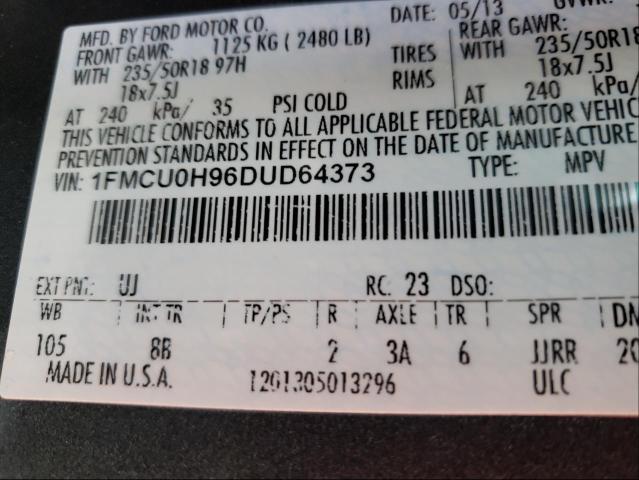 MFD. BY FORD MOTOR CO.
DATE: 05/13 GVWR:
FRONT GAWR: 1125 KG ( 2480 LB)
REAR GAWR:
WITH 235/50R18 97H TIRES WITH 235/50R18
18x7.5J RIMS 18x7.5J
AT 240 kPa/ 35 PSI COLD AT 240 kPa/
THIS VEHICLE CONFORMS TO ALL APPLICABLE FEDERAL MOTOR VEHIC
PREVENTION STANDARDS IN EFFECT ON THE DATE OF MANUFACTURE
VIN: 1FMCU0H96DUD64373 TYPE: MPV
EXT PNT: UJ RC: 23 DSO:
WB INT TR TP/PS R AXLE TR SPR
105 8B 2 3A 6 JJRR 20
MADE IN U.S.A. 1201305013296 ULC